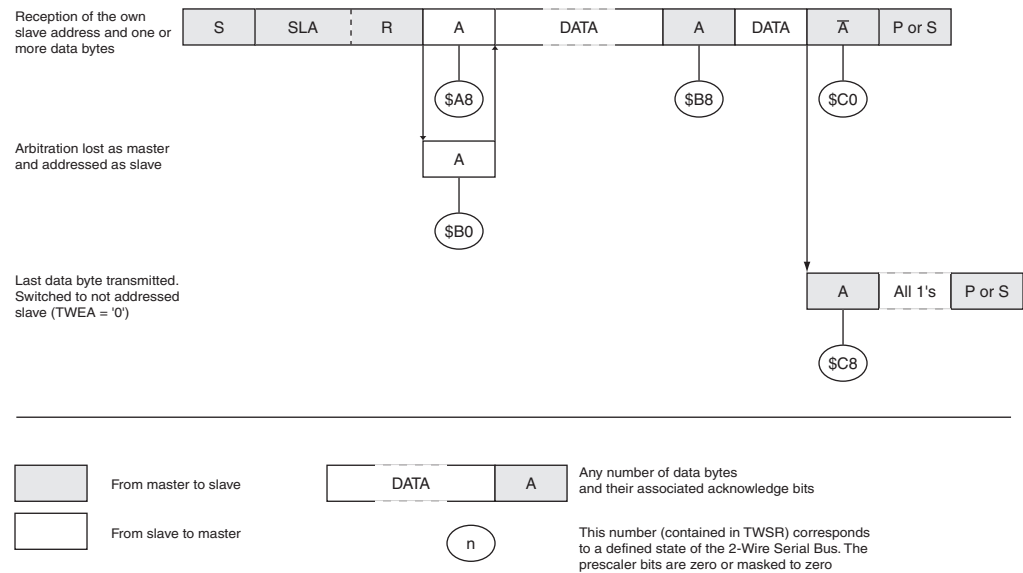 Reception of the own
slave address and one or
more data bytes
S SLA R A DATA A DATA A̅ P or S
$A8 $B8 $C0
Arbitration lost as master
and addressed as slave
A
$B0
Last data byte transmitted.
Switched to not addressed
slave (TWEA = '0')
A All 1's P or S
$C8
From master to slave
DATA A
Any number of data bytes
and their associated acknowledge bits
From slave to master
n
This number (contained in TWSR) corresponds
to a defined state of the 2-Wire Serial Bus. The
prescaler bits are zero or masked to zero